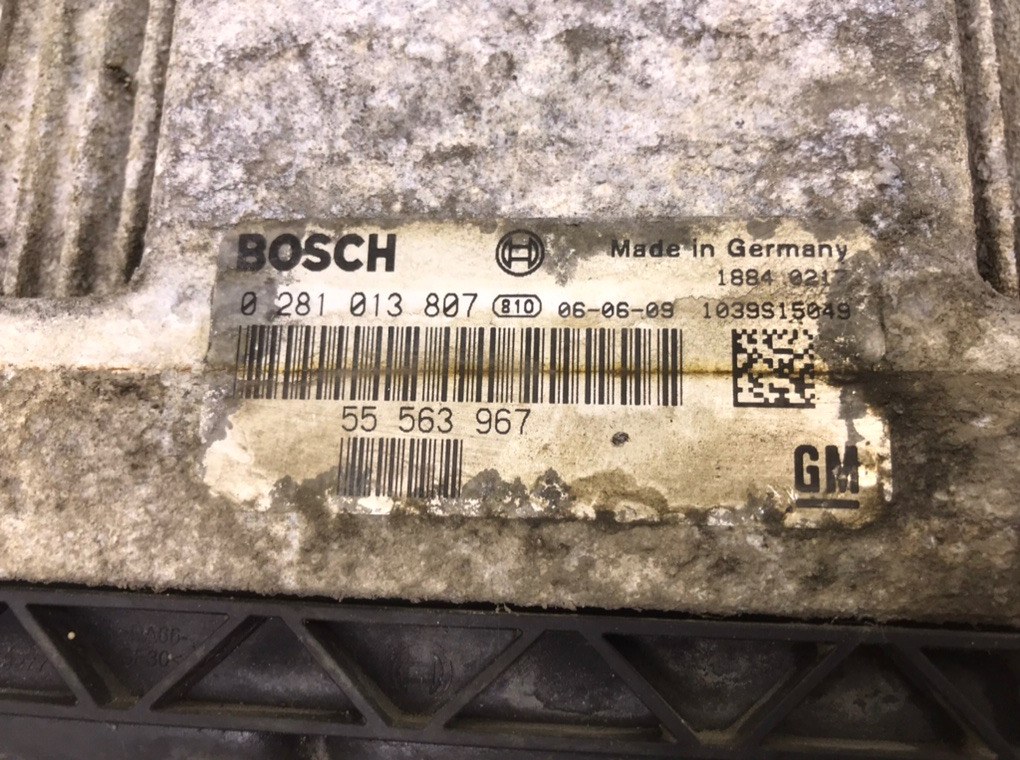 BOSCH
Made in Germany
1884 0217
0 281 013 807 810 06-06-09 1039S15049
55 563 967
GM